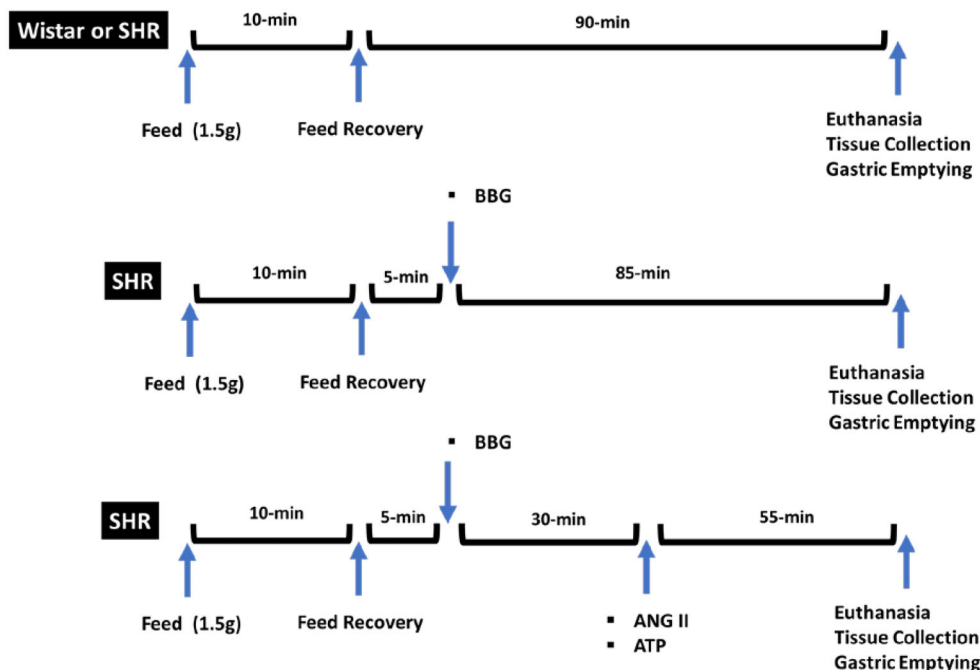 10-min
90-min
Wistar or SHR
Feed (1.5g)
Feed Recovery
Euthanasia
Tissue Collection
Gastric Emptying
▪ BBG
SHR
10-min
5-min
85-min
Feed (1.5g)
Feed Recovery
Euthanasia
Tissue Collection
Gastric Emptying
▪ BBG
SHR
10-min
5-min
30-min
55-min
Feed (1.5g)
Feed Recovery
▪ ANG II
▪ ATP
Euthanasia
Tissue Collection
Gastric Emptying